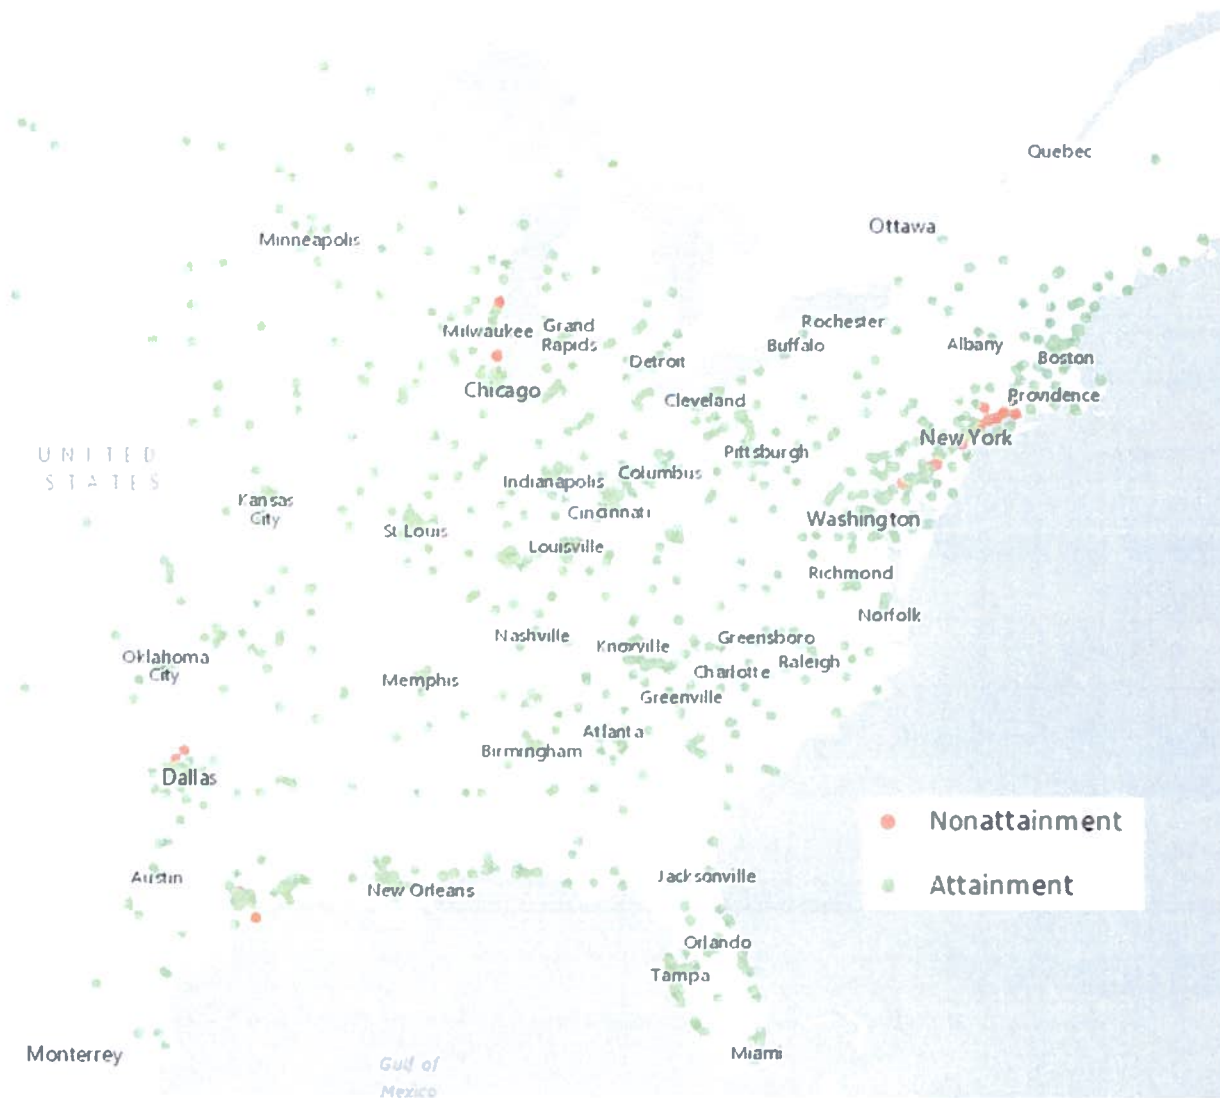 Quebec
Ottawa
Minneapolis
Rochester
Milwaukee
Grand
Rapids
Buffalo
Albany
Boston
Detroit
Chicago
Cleveland
Providence
New York
UNITED
STATES
Pittsburgh
Indianapolis
Columbus
Kansas
City
Cincinnati
Washington
St Louis
Louisville
Richmond
Norfolk
Nashville
Knoxville
Greensboro
Oklahoma
City
Raleigh
Memphis
Charlotte
Greenville
Atlanta
Birmingham
Dallas
Nonattainment
Austin
New Orleans
Jacksonville
Attainment
Orlando
Tampa
Monterrey
Miami
Gulf of
Mexico